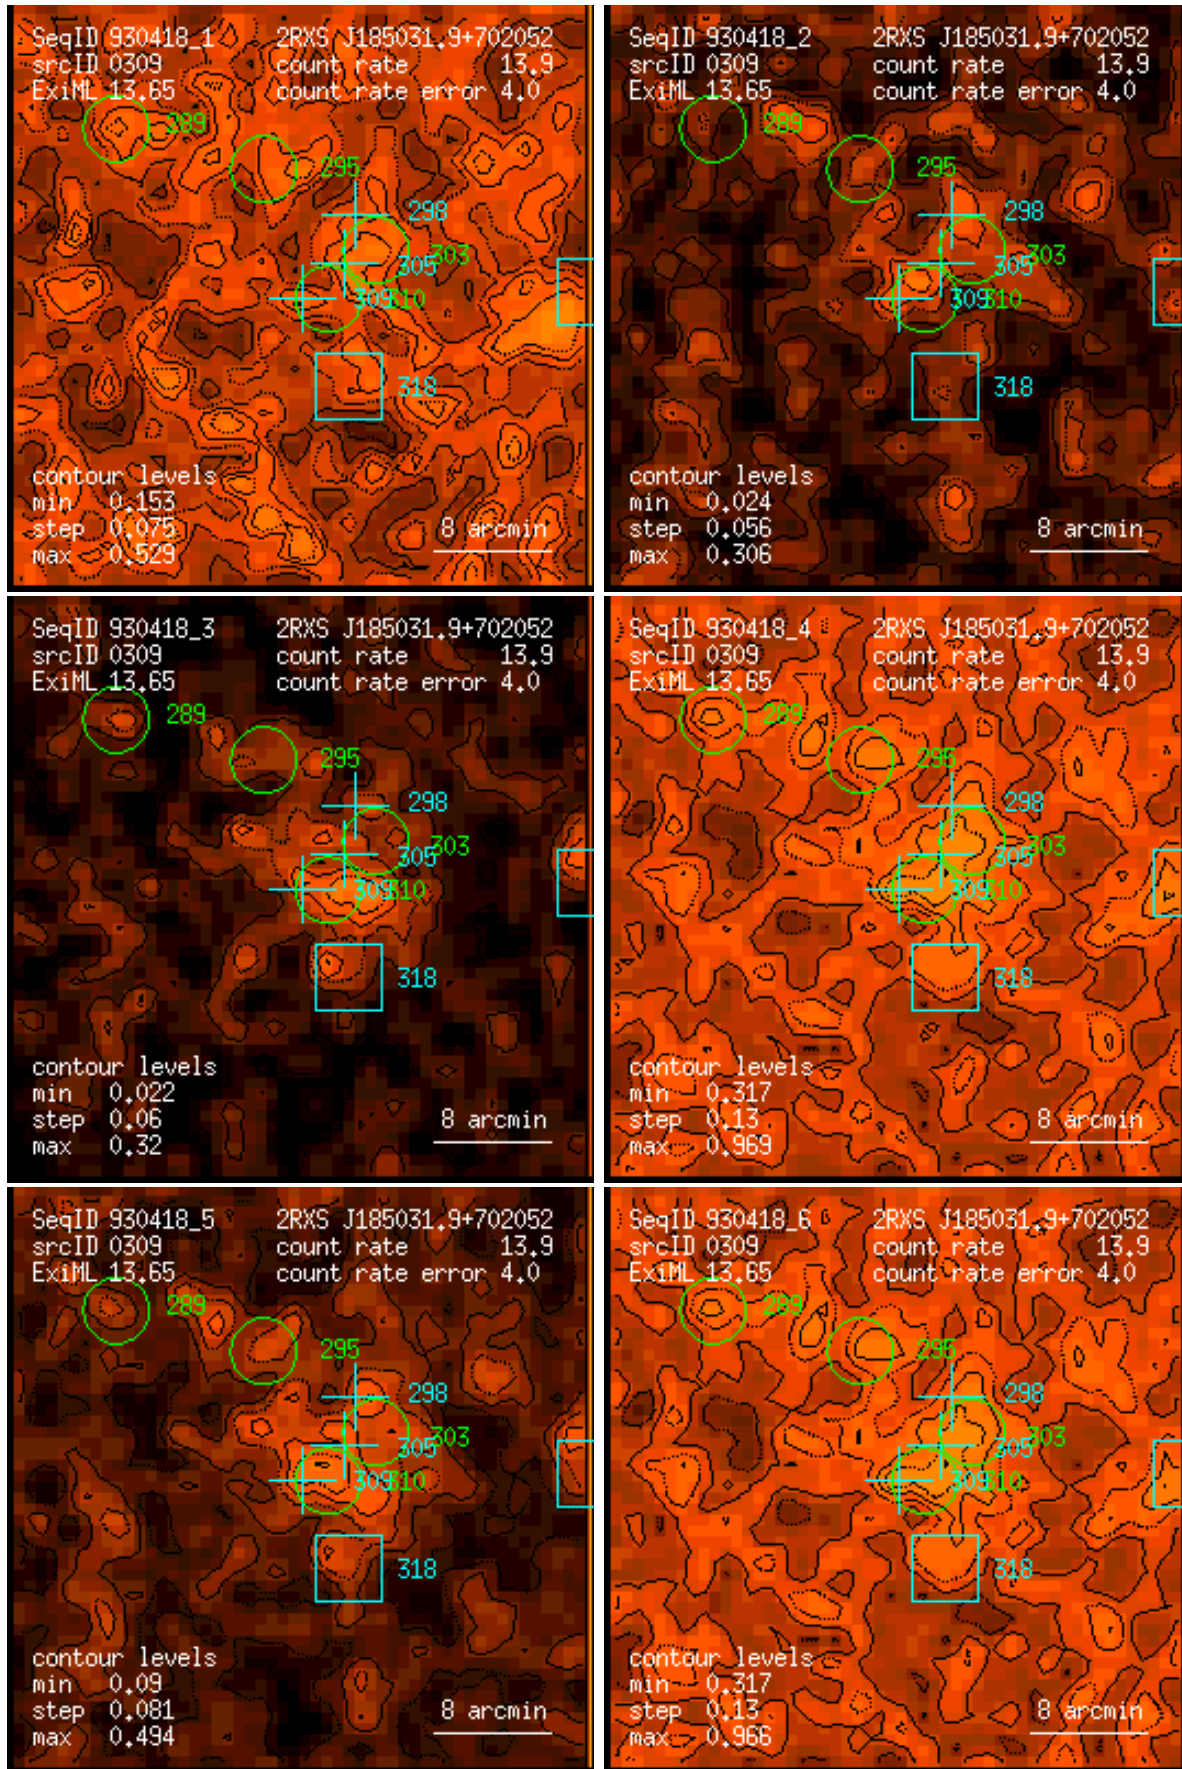 SeqID 930418_1 2RXS J185031.9+702052
srcID 0309 count rate 13.9
ExiML 13.65 count rate error 4.0
289
295
298
303
305
309 310
318
contour levels
min 0.153
step 0.075 8 arcmin
max 0.529
SeqID 930418_2 2RXS J185031.9+702052
srcID 0309 count rate 13.9
ExiML 13.65 count rate error 4.0
289
295
298
303
305
309 310
318
contour levels
min 0.024
step 0.056 8 arcmin
max 0.306
SeqID 930418_3 2RXS J185031.9+702052
srcID 0309 count rate 13.9
ExiML 13.65 count rate error 4.0
289
295
298
303
305
309 310
318
contour levels
min 0.022
step 0.06 8 arcmin
max 0.32
SeqID 930418_4 2RXS J185031.9+702052
srcID 0309 count rate 13.9
ExiML 13.65 count rate error 4.0
289
295
298
303
305
309 310
318
contour levels
min 0.317
step 0.13 8 arcmin
max 0.969
SeqID 930418_5 2RXS J185031.9+702052
srcID 0309 count rate 13.9
ExiML 13.65 count rate error 4.0
289
295
298
303
305
309 310
318
contour levels
min 0.09
step 0.081 8 arcmin
max 0.494
SeqID 930418_6 2RXS J185031.9+702052
srcID 0309 count rate 13.9
ExiML 13.65 count rate error 4.0
289
295
298
303
305
309 310
318
contour levels
min 0.317
step 0.13 8 arcmin
max 0.966